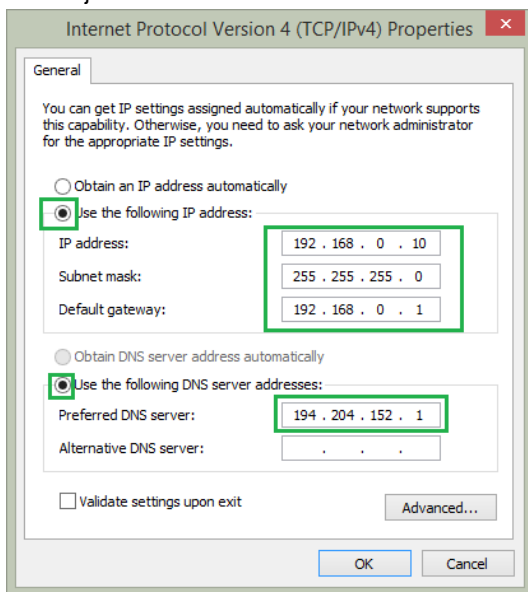 Internet Protocol Version 4 (TCP/IPv4) Properties
General
You can get IP settings assigned automatically if your network supports
this capability. Otherwise, you need to ask your network administrator
for the appropriate IP settings.
Obtain an IP address automatically
Use the following IP address:
IP address: 192 . 168 . 0 . 10
Subnet mask: 255 . 255 . 255 . 0
Default gateway: 192 . 168 . 0 . 1
Obtain DNS server address automatically
Use the following DNS server addresses:
Preferred DNS server: 194 . 204 . 152 . 1
Alternative DNS server: . . .
Validate settings upon exit
Advanced...
OK Cancel